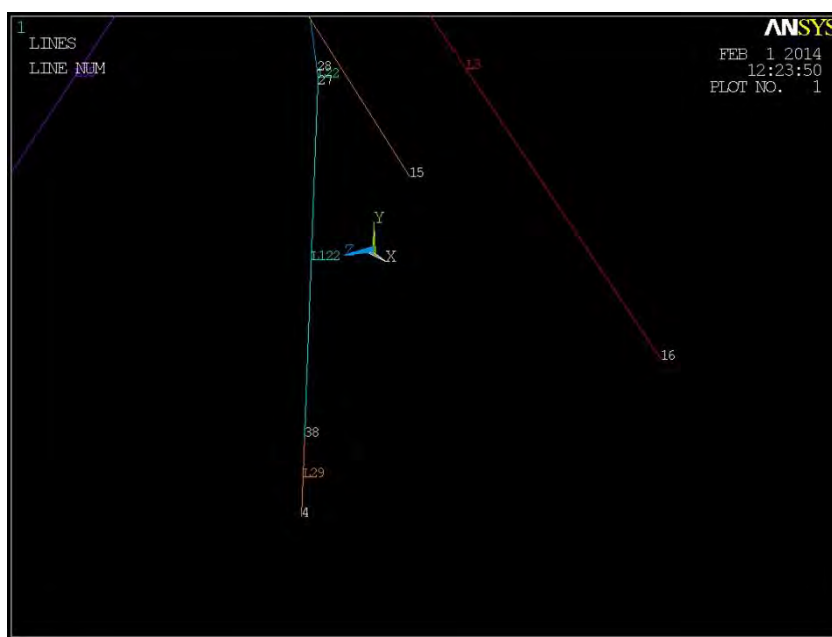 1
LINES
LINE NUM
ANSYS
FEB 1 2014
12:23:50
PLOT NO. 1
28
27
L3
15
Y
Z
X
L122
16
38
L29
4